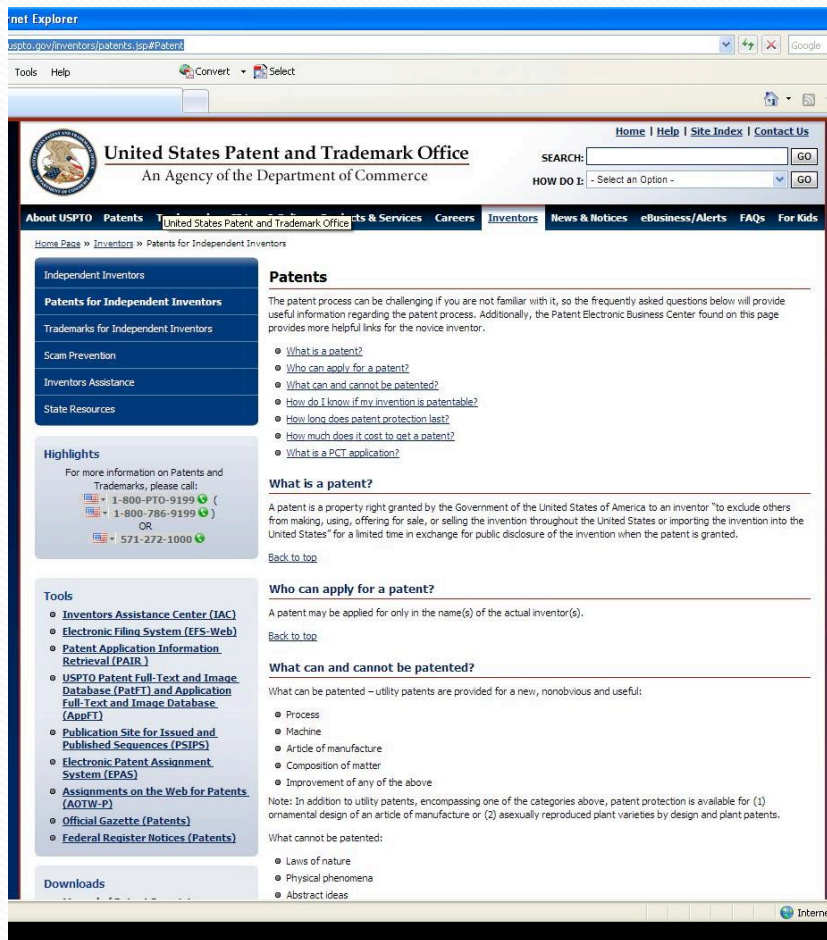 net Explorer
uspto.gov/inventors/patents.jsp#Patent
Google
Tools Help Convert Select
Home | Help | Site Index | Contact Us
United States Patent and Trademark Office
An Agency of the Department of Commerce
SEARCH: GO
HOW DO I: - Select an Option - GO
About USPTO Patents & Services Careers Inventors News & Notices eBusiness/Alerts FAQs For Kids
United States Patent and Trademark Office
Home Page » Inventors » Patents for Independent Inventors
Independent Inventors
Patents for Independent Inventors
Trademarks for Independent Inventors
Scam Prevention
Inventors Assistance
State Resources
Highlights
For more information on Patents and
Trademarks, please call:
1-800-PTO-9199 (
1-800-786-9199 )
OR
571-272-1000
Tools
Inventors Assistance Center (IAC)
Electronic Filing System (EFS-Web)
Patent Application Information
Retrieval (PAIR )
USPTO Patent Full-Text and Image
Database (PatFT) and Application
Full-Text and Image Database
(AppFT)
Publication Site for Issued and
Published Sequences (PSIPS)
Electronic Patent Assignment
System (EPAS)
Assignments on the Web for Patents
(AOTW-P)
Official Gazette (Patents)
Federal Register Notices (Patents)
Downloads
Patents
The patent process can be challenging if you are not familiar with it, so the frequently asked questions below will provide
useful information regarding the patent process. Additionally, the Patent Electronic Business Center found on this page
provides more helpful links for the novice inventor.
What is a patent?
Who can apply for a patent?
What can and cannot be patented?
How do I know if my invention is patentable?
How long does patent protection last?
How much does it cost to get a patent?
What is a PCT application?
What is a patent?
A patent is a property right granted by the Government of the United States of America to an inventor “to exclude others
from making, using, offering for sale, or selling the invention throughout the United States or importing the invention into the
United States” for a limited time in exchange for public disclosure of the invention when the patent is granted.
Back to top
Who can apply for a patent?
A patent may be applied for only in the name(s) of the actual inventor(s).
Back to top
What can and cannot be patented?
What can be patented – utility patents are provided for a new, nonobvious and useful:
Process
Machine
Article of manufacture
Composition of matter
Improvement of any of the above
Note: In addition to utility patents, encompassing one of the categories above, patent protection is available for (1)
ornamental design of an article of manufacture or (2) asexually reproduced plant varieties by design and plant patents.
What cannot be patented:
Laws of nature
Physical phenomena
Abstract ideas
Interne